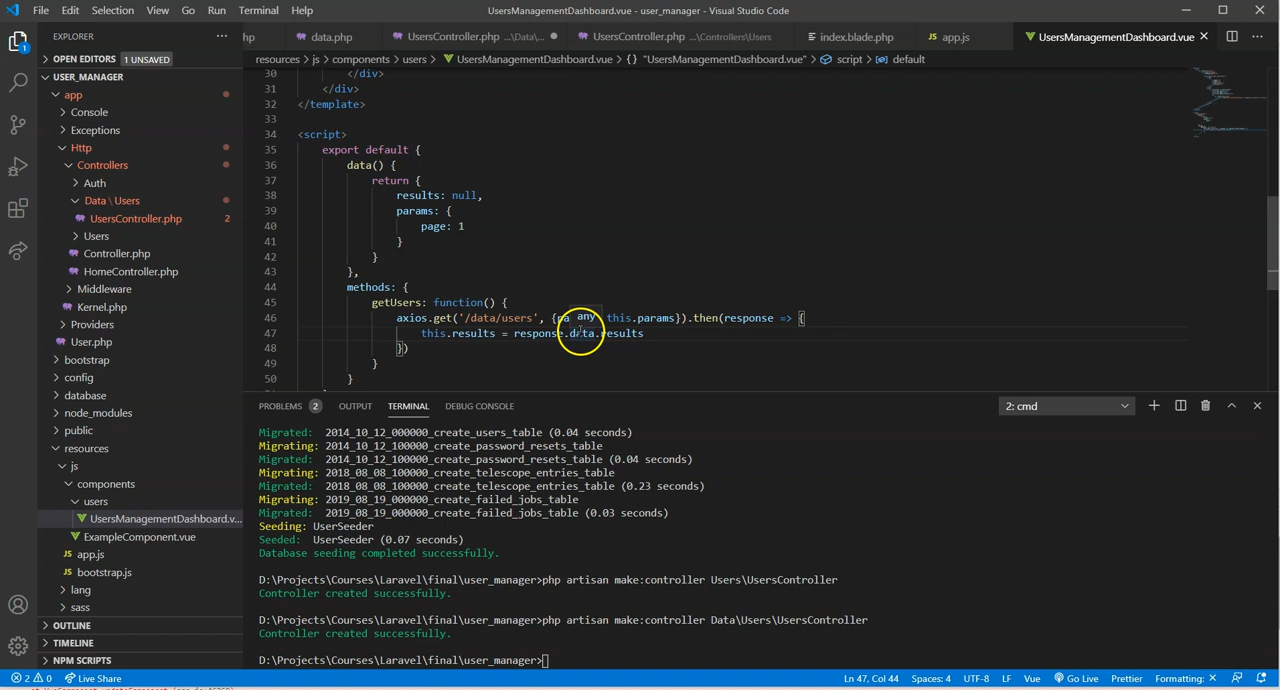 File Edit Selection View Go Run Terminal Help
UsersManagementDashboard.vue - user_manager - Visual Studio Code
EXPLORER
hp data.php UsersController.php ...\Data\... UsersController.php ...\Controllers\Users index.blade.php JS app.js UsersManagementDashboard.vue
OPEN EDITORS 1 UNSAVED
resources > js > components > users > UsersManagementDashboard.vue > {} "UsersManagementDashboard.vue" > script > default
USER_MANAGER
app
Console
Exceptions
Http
Controllers
Auth
Data \ Users
UsersController.php 2
Users
Controller.php
HomeController.php
Middleware
Kernel.php
Providers
User.php
bootstrap
config
database
node_modules
public
resources
js
components
users
UsersManagementDashboard.v...
ExampleComponent.vue
JS app.js
JS bootstrap.js
lang
sass
OUTLINE
TIMELINE
NPM SCRIPTS
30 </div>
31 </div>
32 </template>
33
34 <script>
35 export default {
36 data() {
37 return {
38 results: null,
39 params: {
40 page: 1
41 }
42 }
43 },
44 methods: {
45 getUsers: function() {
46 axios.get('/data/users', {pa any this.params}).then(response => {
47 this.results = response.data.results
48 })
49 }
50 }
PROBLEMS 2 OUTPUT TERMINAL DEBUG CONSOLE 2: cmd
Migrated: 2014_10_12_000000_create_users_table (0.04 seconds)
Migrating: 2014_10_12_100000_create_password_resets_table
Migrated: 2014_10_12_100000_create_password_resets_table (0.04 seconds)
Migrating: 2018_08_08_100000_create_telescope_entries_table
Migrated: 2018_08_08_100000_create_telescope_entries_table (0.23 seconds)
Migrating: 2019_08_19_000000_create_failed_jobs_table
Migrated: 2019_08_19_000000_create_failed_jobs_table (0.03 seconds)
Seeding: UserSeeder
Seeded: UserSeeder (0.07 seconds)
Database seeding completed successfully.
D:\Projects\Courses\Laravel\final\user_manager>php artisan make:controller Users\UsersController
Controller created successfully.
D:\Projects\Courses\Laravel\final\user_manager>php artisan make:controller Data\Users\UsersController
Controller created successfully.
D:\Projects\Courses\Laravel\final\user_manager>
2 0 Live Share Ln 47, Col 44 Spaces: 4 UTF-8 LF Vue Go Live Prettier Formatting: ×